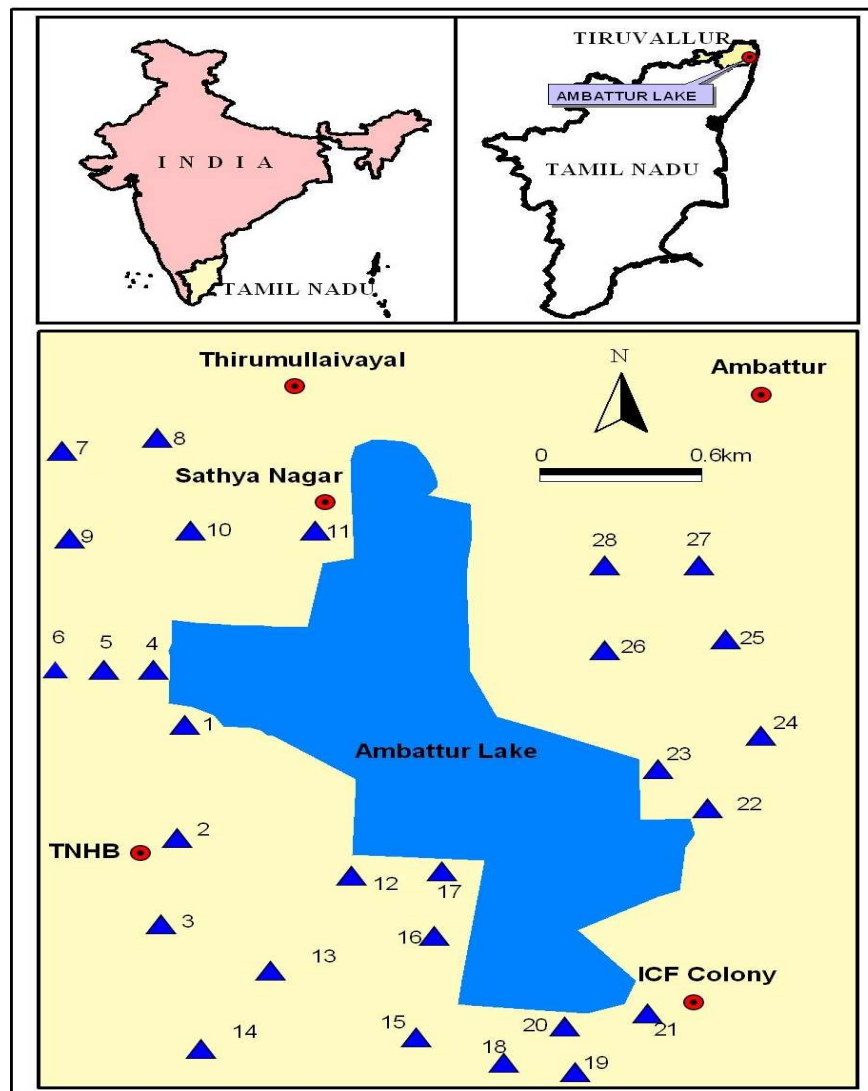 I N D I A
TAMIL NADU
TIRUVALLUR
AMBATTUR LAKE
TAMIL NADU
Thirumullaivayal
N
Ambattur
0 0.6km
7
8
Sathya Nagar
9
10
11
28
27
6
5
4
26
25
1
24
Ambattur Lake
23
22
2
TNHB
12
17
3
16
13
ICF Colony
14
15
20
21
18
19